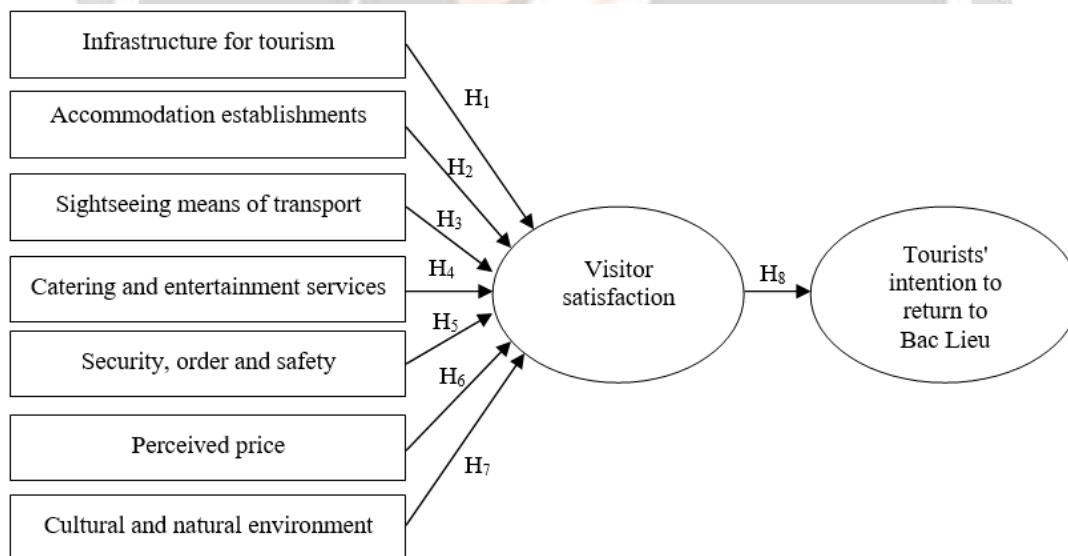 Infrastructure for tourism
H1
Accommodation establishments
H2
Sightseeing means of transport
H3
Catering and entertainment services
H4
Security, order and safety
H5
Perceived price
H6
Cultural and natural environment
H7
Visitor
satisfaction
H8
Tourists'
intention to
return to
Bac Lieu